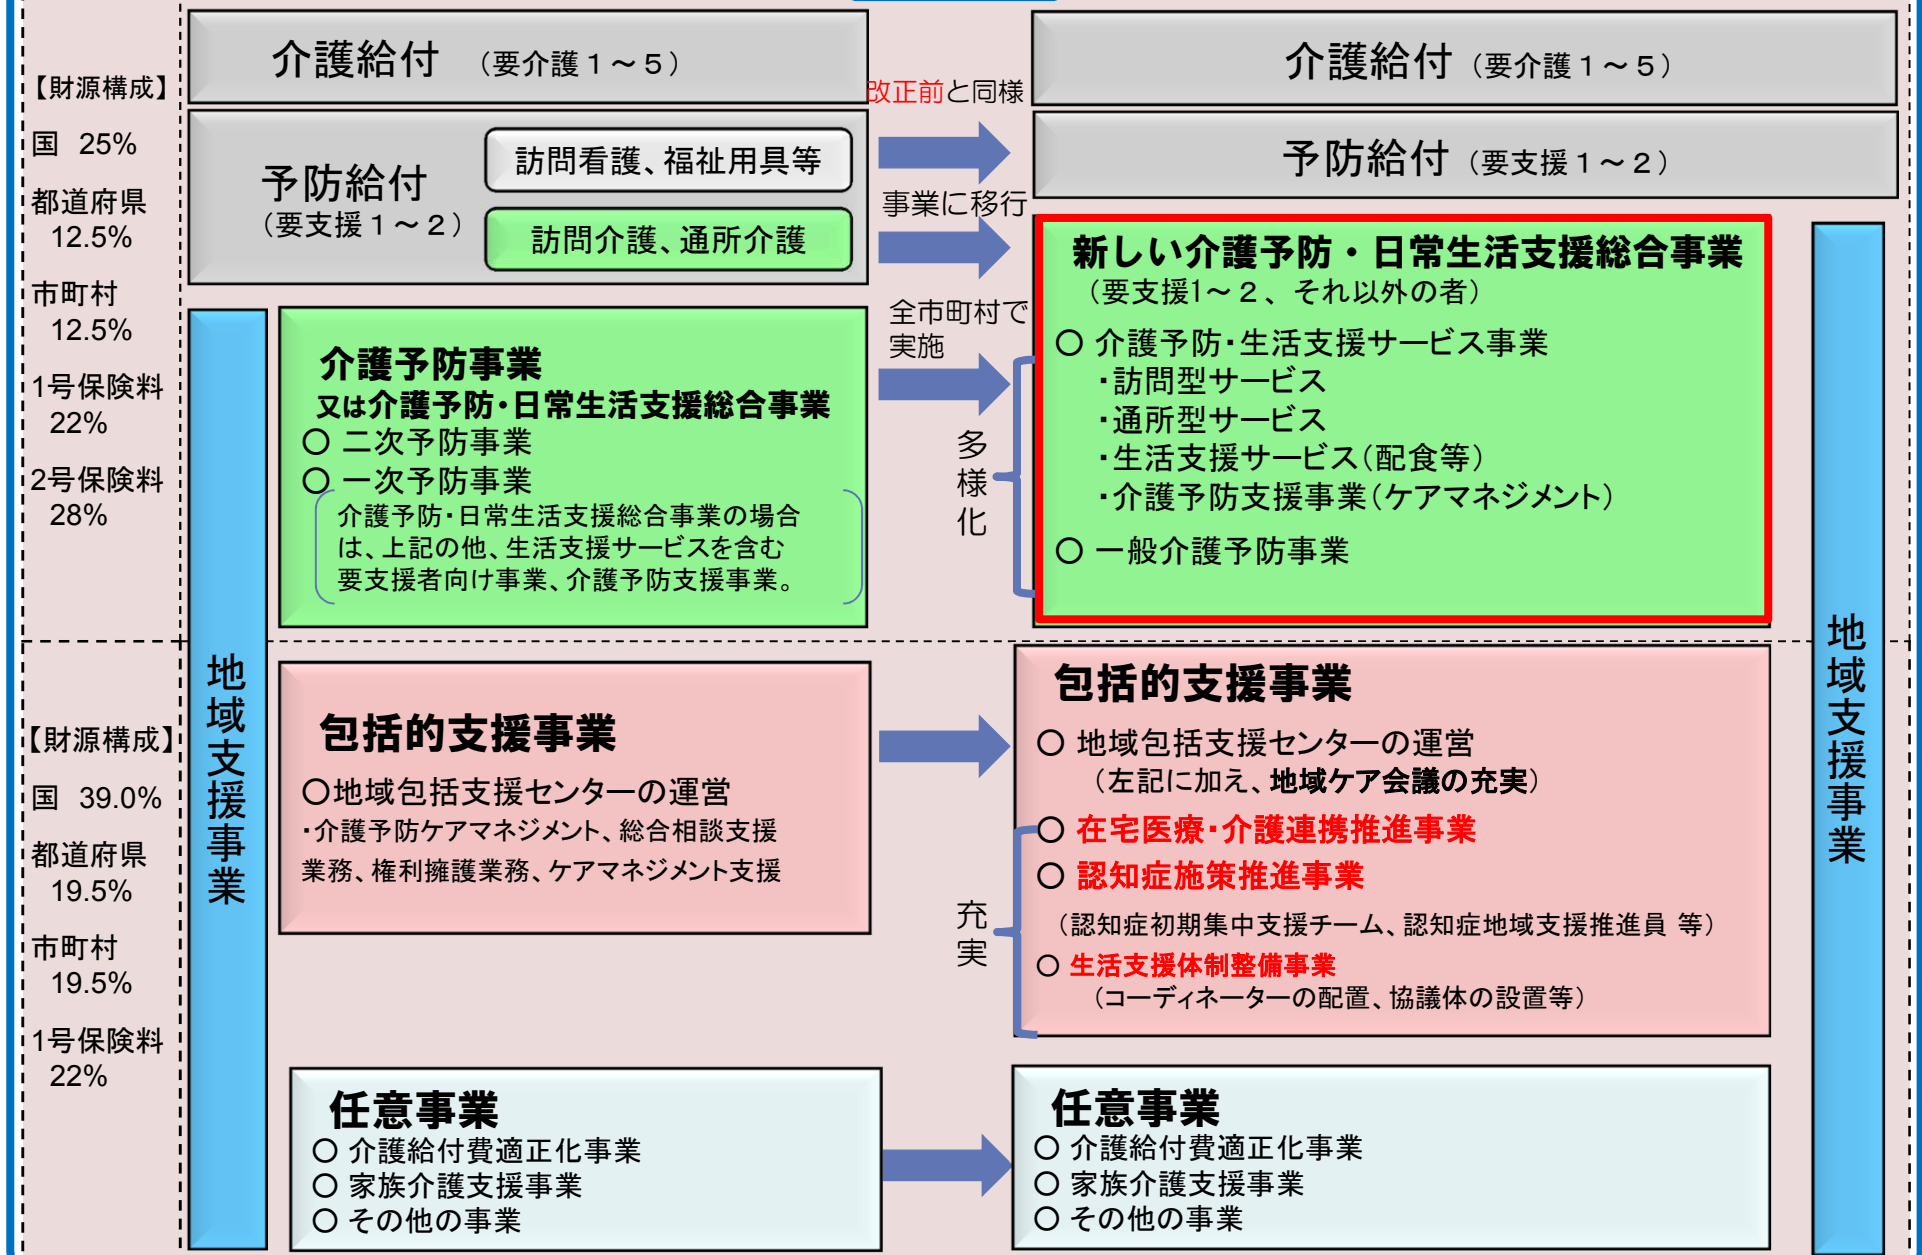 【財源構成】
国 25%
都道府県
12.5%
市町村
12.5%
1号保険料
22%
2号保険料
28%
介護給付 （要介護１～５）
予防給付
（要支援１～２）
訪問看護、福祉用具等
訪問介護、通所介護
改正前と同様
事業に移行
全市町村で
実施
多様化
介護給付（要介護１～５）
予防給付（要支援１～２）
介護予防事業
又は介護予防・日常生活支援総合事業
○ 二次予防事業
○ 一次予防事業
介護予防・日常生活支援総合事業の場合
は、上記の他、生活支援サービスを含む
要支援者向け事業、介護予防支援事業。
新しい介護予防・日常生活支援総合事業
（要支援1～２、それ以外の者）
○ 介護予防・生活支援サービス事業
・訪問型サービス
・通所型サービス
・生活支援サービス（配食等）
・介護予防支援事業（ケアマネジメント）
○ 一般介護予防事業
地域支援事業
地域支援事業
【財源構成】
国 39.0%
都道府県
19.5%
市町村
19.5%
1号保険料
22%
包括的支援事業
○地域包括支援センターの運営
・介護予防ケアマネジメント、総合相談支援
業務、権利擁護業務、ケアマネジメント支援
充実
包括的支援事業
○ 地域包括支援センターの運営
（左記に加え、地域ケア会議の充実）
○ 在宅医療・介護連携推進事業
○ 認知症施策推進事業
（認知症初期集中支援チーム、認知症地域支援推進員 等）
○ 生活支援体制整備事業
（コーディネーターの配置、協議体の設置等）
任意事業
○ 介護給付費適正化事業
○ 家族介護支援事業
○ その他の事業
任意事業
○ 介護給付費適正化事業
○ 家族介護支援事業
○ その他の事業